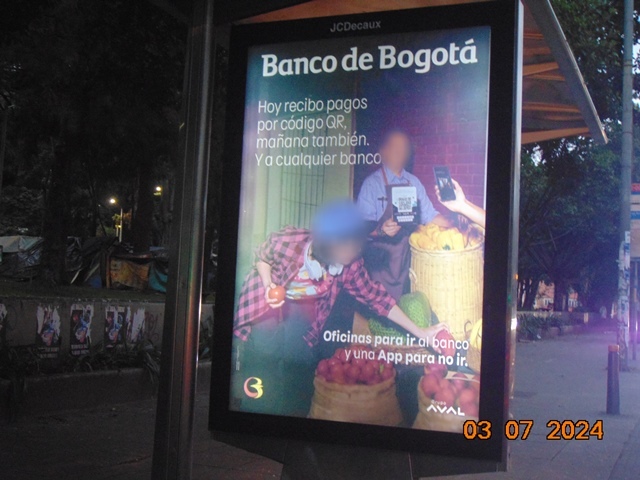 JCDecaux
Banco de Bogotá
Hoy recibo pagos
por código QR,
mañana también.
Y a cualquier banco
Oficinas para ir al banco
y una App para no ir.
GRUPO
AVAL
03 07 2024